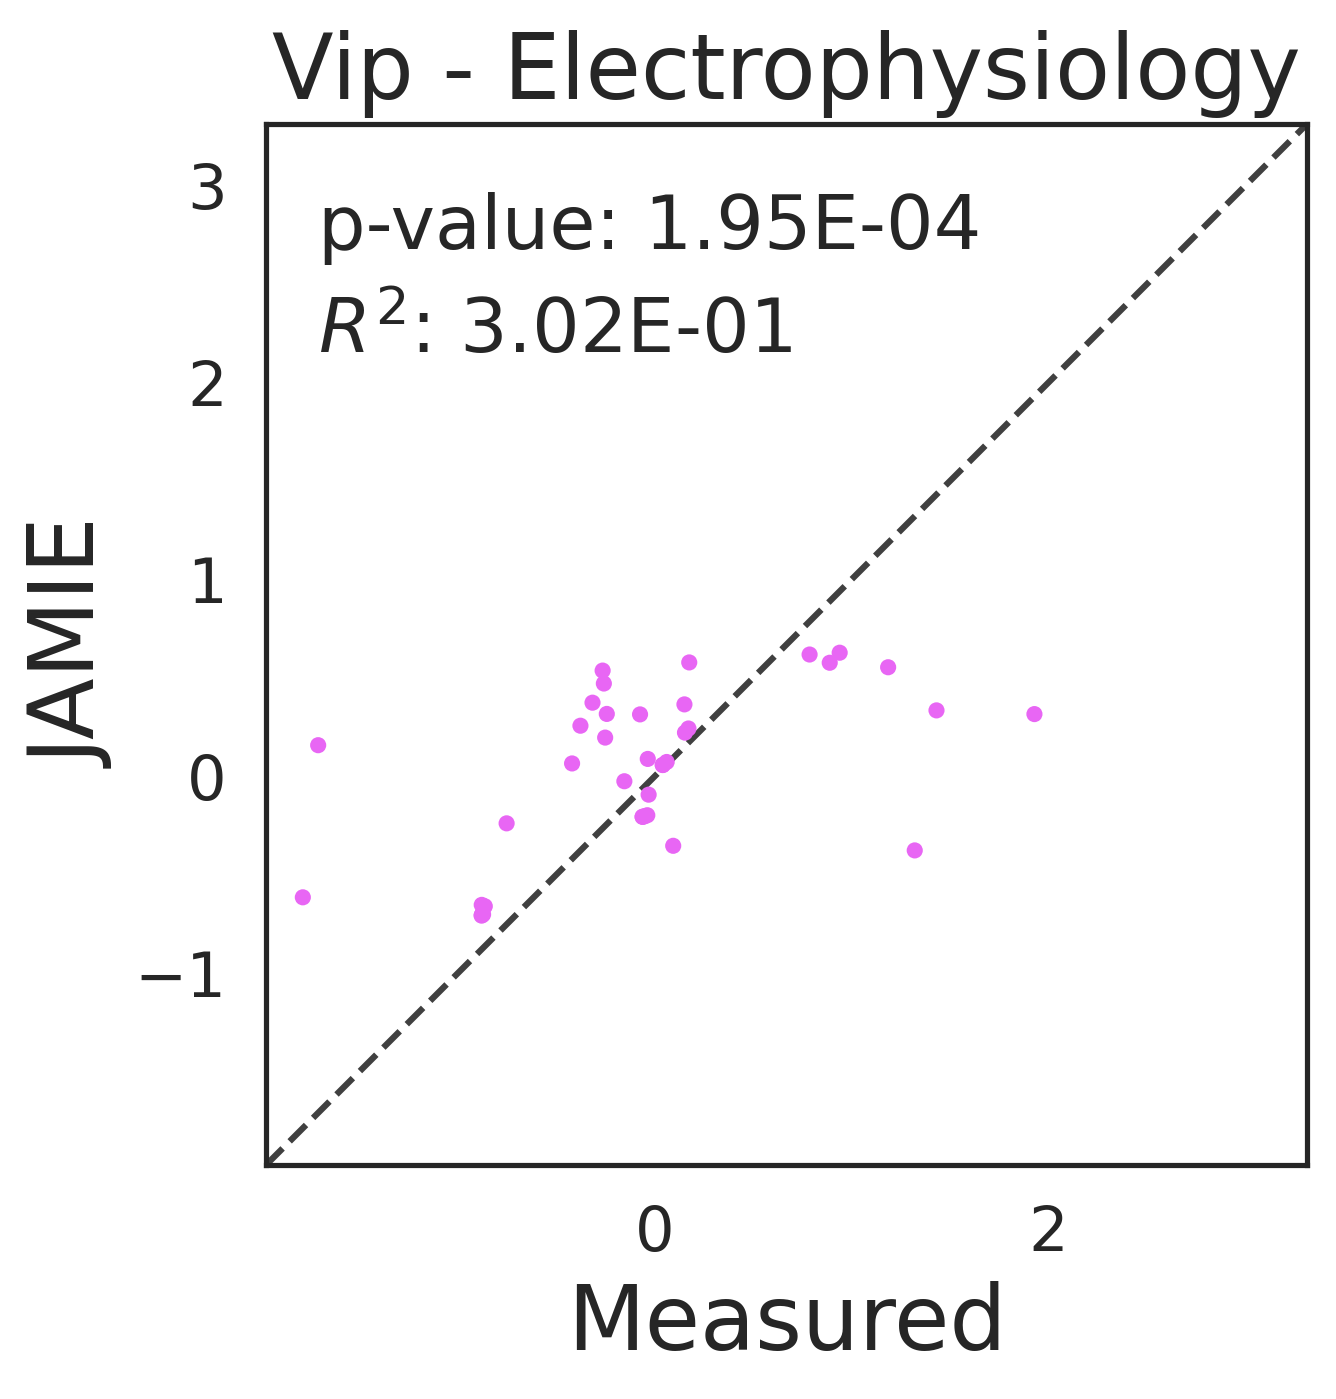 Vip - Electrophysiology
p-value: 1.95E-04
R²: 3.02E-01
3
2
1
0
−1
JAMIE
0 2
Measured